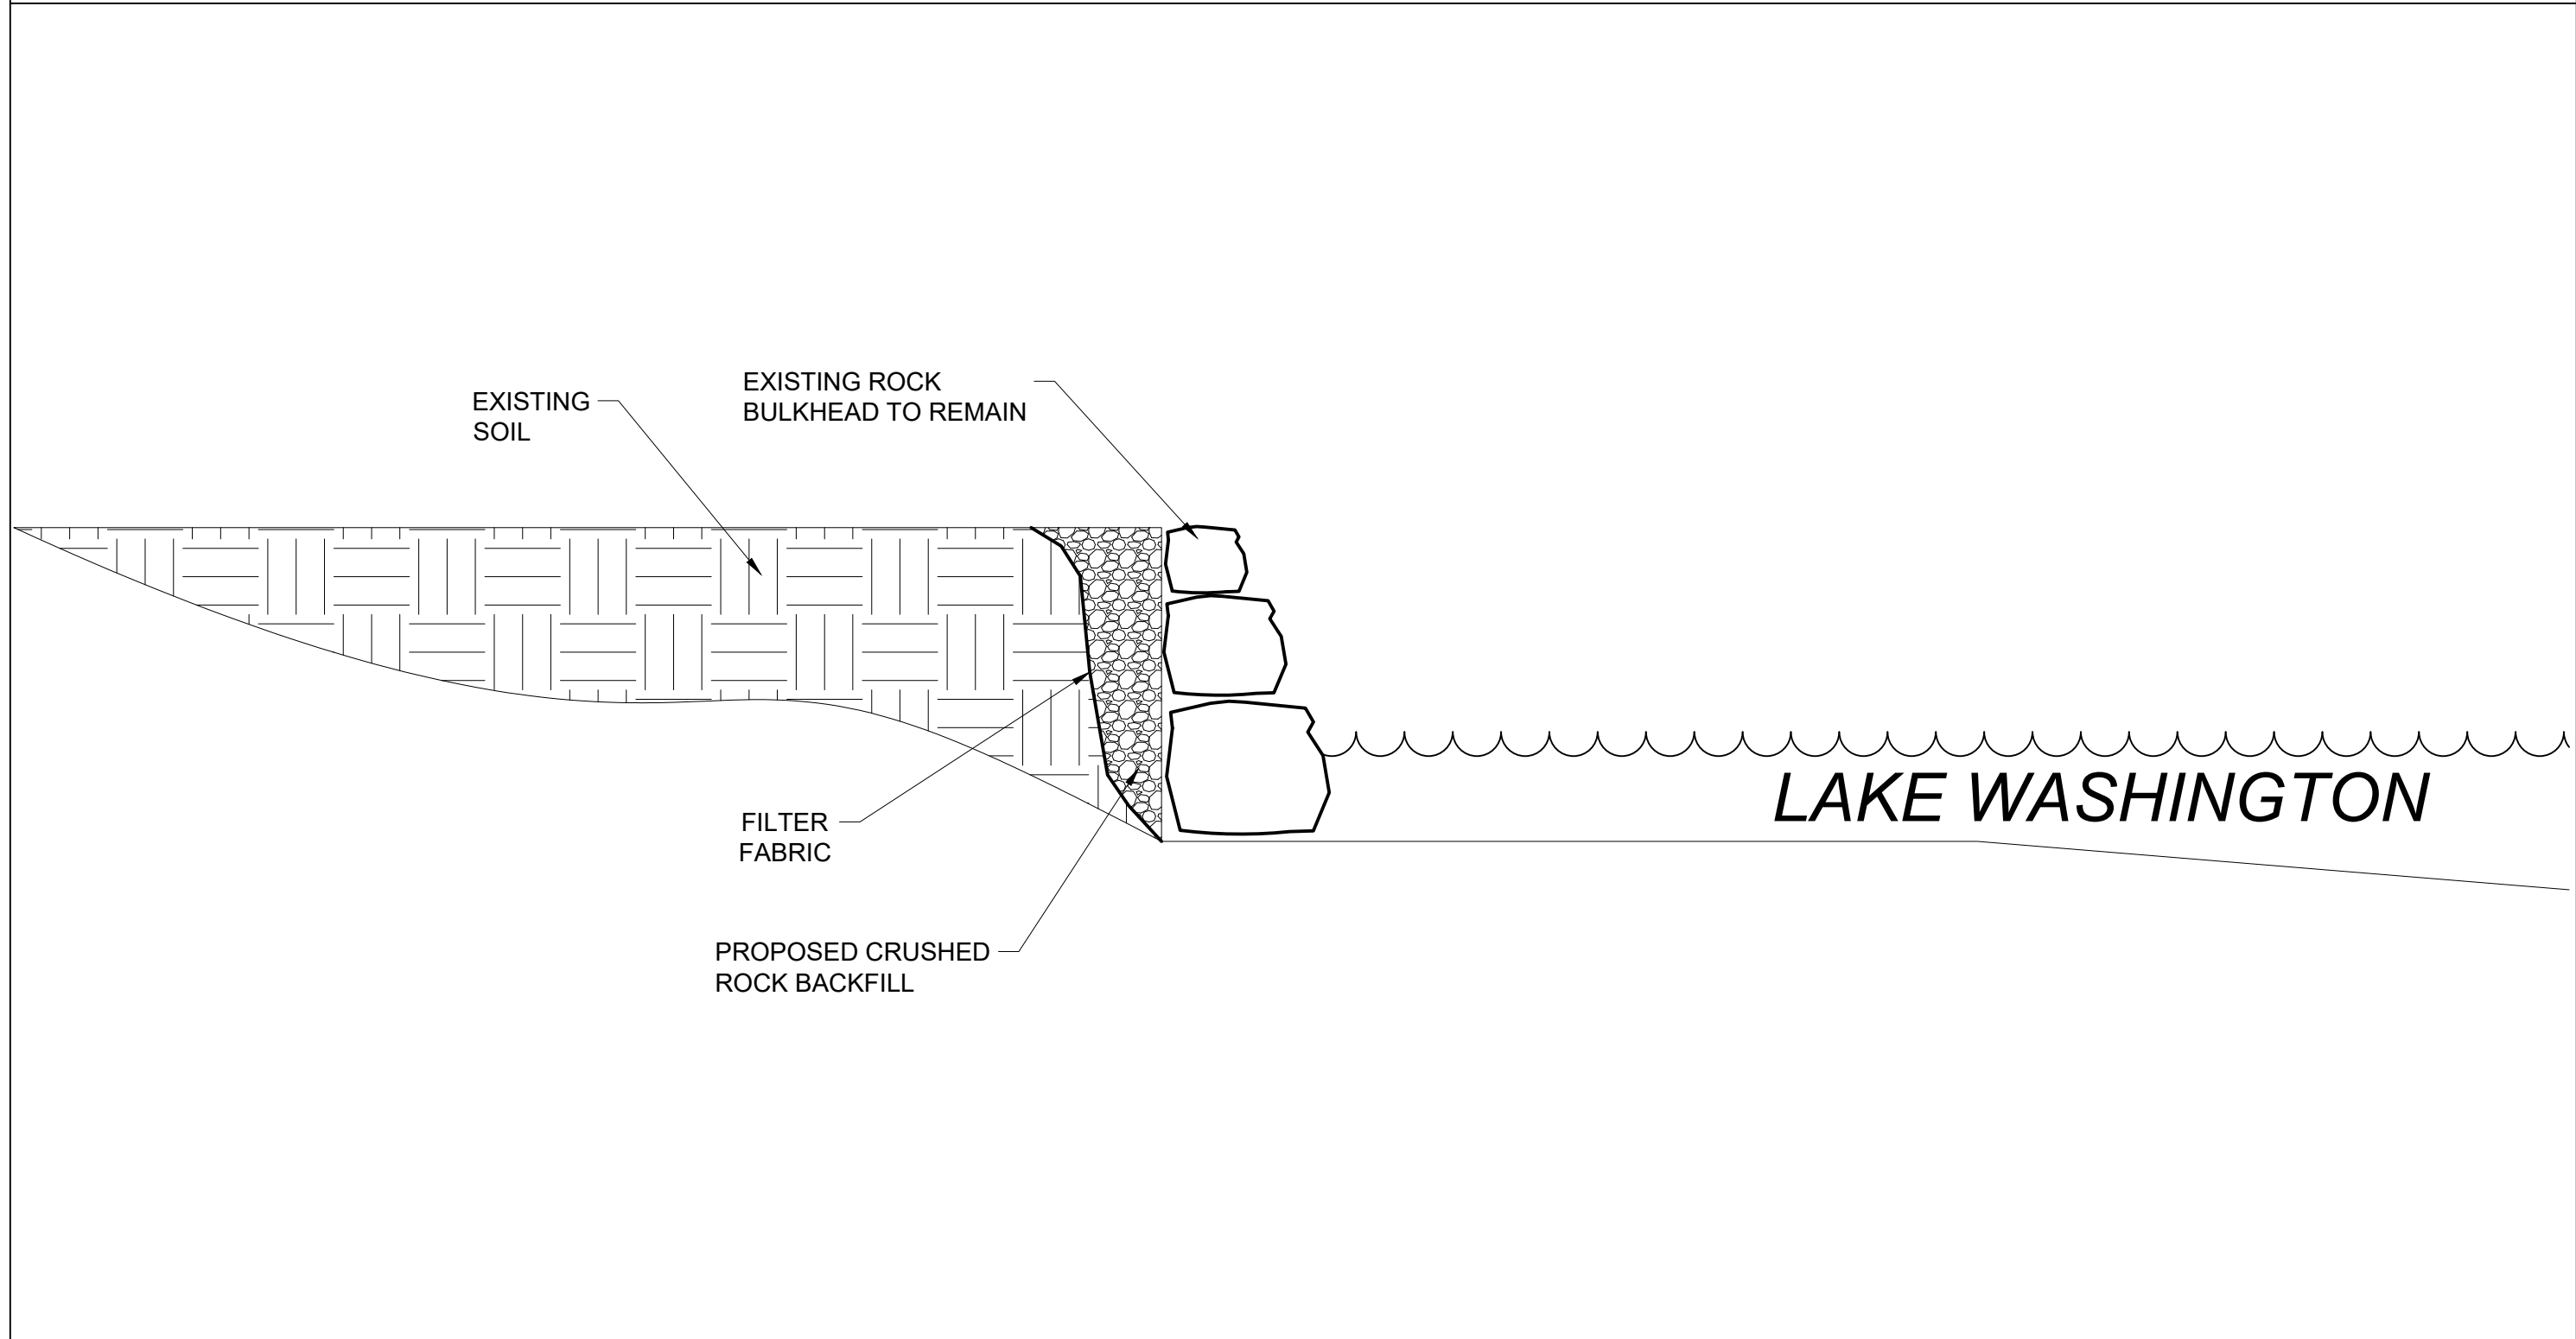 EXISTING ROCK
BULKHEAD TO REMAIN
EXISTING
SOIL
LAKE WASHINGTON
FILTER
FABRIC
PROPOSED CRUSHED
ROCK BACKFILL